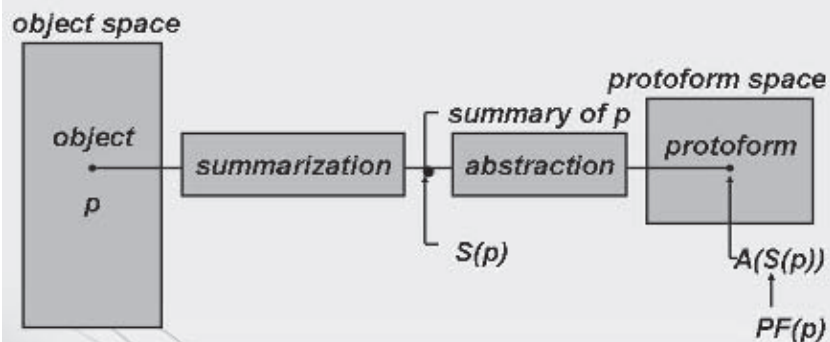 object space
object
p
summarization
summary of p
S(p)
abstraction
protoform space
protoform
A(S(p))
PF(p)